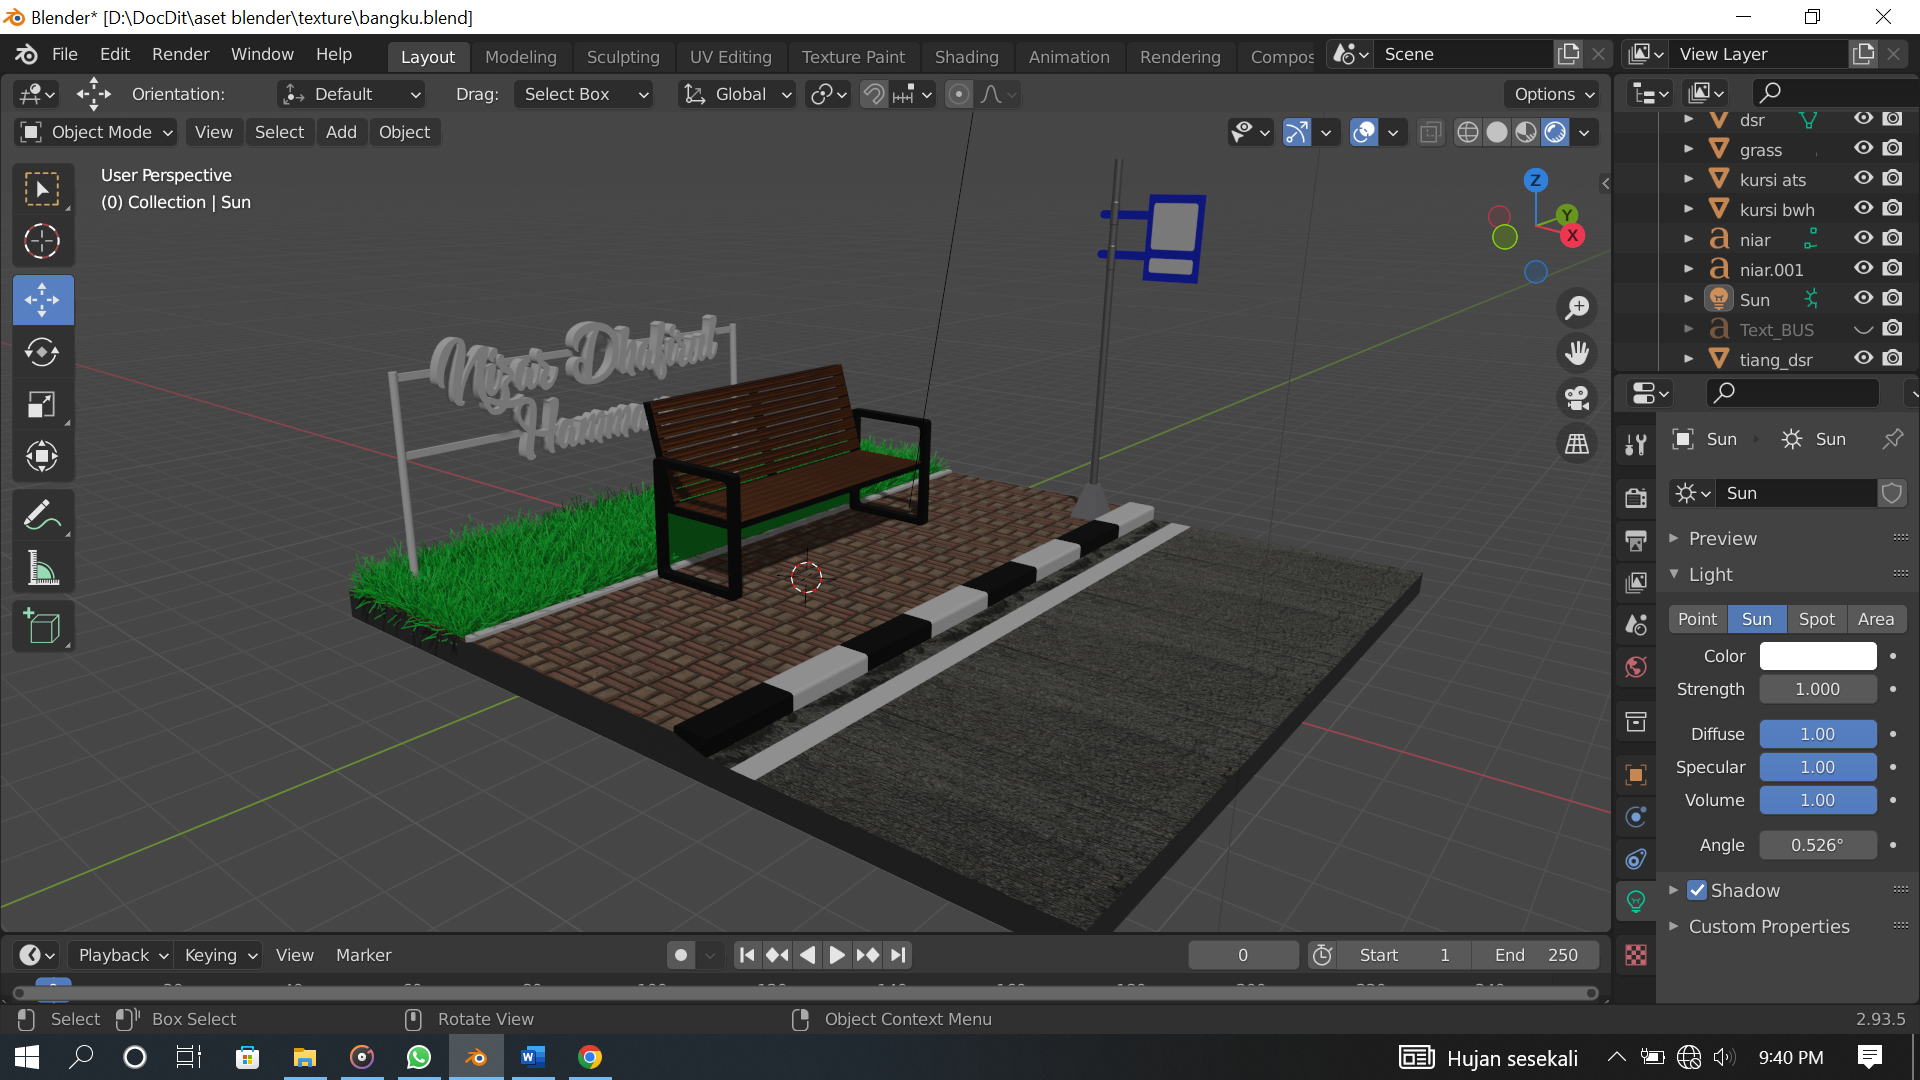 Blender* [D:\DocDit\aset blender\texture\bangku.blend]
File Edit Render Window Help Layout Modeling Sculpting UV Editing Texture Paint Shading Animation Rendering Compos Scene View Layer
Orientation: Default Drag: Select Box Global Options
Object Mode View Select Add Object
User Perspective
(0) Collection | Sun
Z
Y
X
Nizar Dhafirul
dsr
grass
kursi ats
kursi bwh
niar
niar.001
Sun
Text_BUS
tiang_dsr
Sun Sun
Sun
Preview
Light
Point Sun Spot Area
Color
Strength 1.000
Diffuse 1.00
Specular 1.00
Volume 1.00
Angle 0.526°
Shadow
Custom Properties
Playback Keying View Marker 0 Start 1 End 250
Select Box Select Rotate View Object Context Menu 2.93.5
Hujan sesekali 9:40 PM